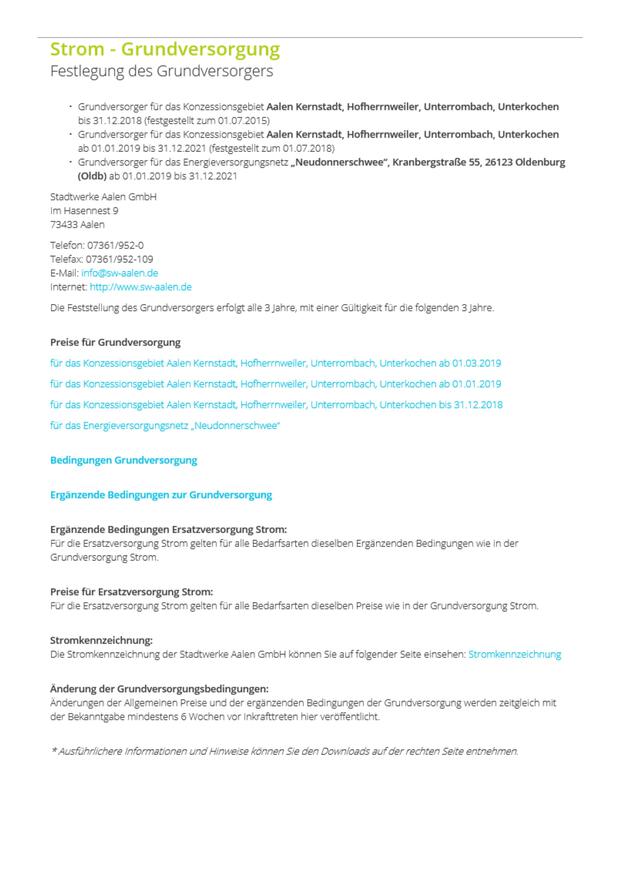 Strom - Grundversorgung
Festlegung des Grundversorgers
• Grundversorger für das Konzessionsgebiet Aalen Kernstadt, Hofherrnweiler, Unterrombach, Unterkochen
bis 31.12.2018 (festgestellt zum 01.07.2015)
• Grundversorger für das Konzessionsgebiet Aalen Kernstadt, Hofherrnweiler, Unterrombach, Unterkochen
ab 01.01.2019 bis 31.12.2021 (festgestellt zum 01.07.2018)
• Grundversorger für das Energieversorgungsnetz „Neudonnerschwee“, Kranbergstraße 55, 26123 Oldenburg
(Oldb) ab 01.01.2019 bis 31.12.2021
Stadtwerke Aalen GmbH
Im Hasennest 9
73433 Aalen
Telefon: 07361/952-0
Telefax: 07361/952-109
E-Mail: info@sw-aalen.de
Internet: http://www.sw-aalen.de
Die Feststellung des Grundversorgers erfolgt alle 3 Jahre, mit einer Gültigkeit für die folgenden 3 Jahre.
Preise für Grundversorgung
für das Konzessionsgebiet Aalen Kernstadt, Hofherrnweiler, Unterrombach, Unterkochen ab 01.03.2019
für das Konzessionsgebiet Aalen Kernstadt, Hofherrnweiler, Unterrombach, Unterkochen ab 01.01.2019
für das Konzessionsgebiet Aalen Kernstadt, Hofherrnweiler, Unterrombach, Unterkochen bis 31.12.2018
für das Energieversorgungsnetz „Neudonnerschwee“
Bedingungen Grundversorgung
Ergänzende Bedingungen zur Grundversorgung
Ergänzende Bedingungen Ersatzversorgung Strom:
Für die Ersatzversorgung Strom gelten für alle Bedarfsarten dieselben Ergänzenden Bedingungen wie in der
Grundversorgung Strom.
Preise für Ersatzversorgung Strom:
Für die Ersatzversorgung Strom gelten für alle Bedarfsarten dieselben Preise wie in der Grundversorgung Strom.
Stromkennzeichnung:
Die Stromkennzeichnung der Stadtwerke Aalen GmbH können Sie auf folgender Seite einsehen: Stromkennzeichnung
Änderung der Grundversorgungsbedingungen:
Änderungen der Allgemeinen Preise und der ergänzenden Bedingungen der Grundversorgung werden zeitgleich mit
der Bekanntgabe mindestens 6 Wochen vor Inkrafttreten hier veröffentlicht.
* Ausführlichere Informationen und Hinweise können Sie den Downloads auf der rechten Seite entnehmen.